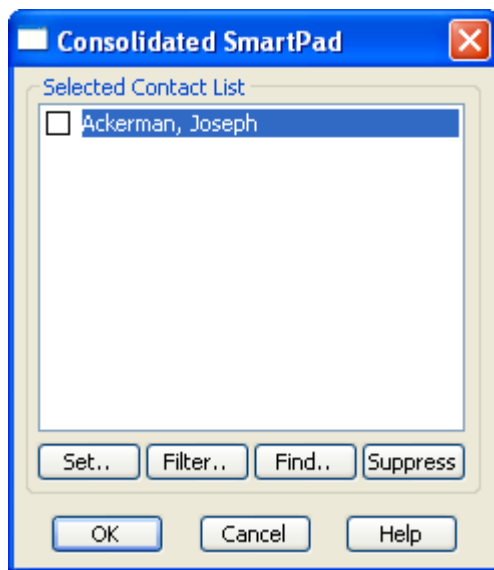 Consolidated SmartPad
Selected Contact List
Ackerman, Joseph
Set.. Filter.. Find.. Suppress
OK Cancel Help